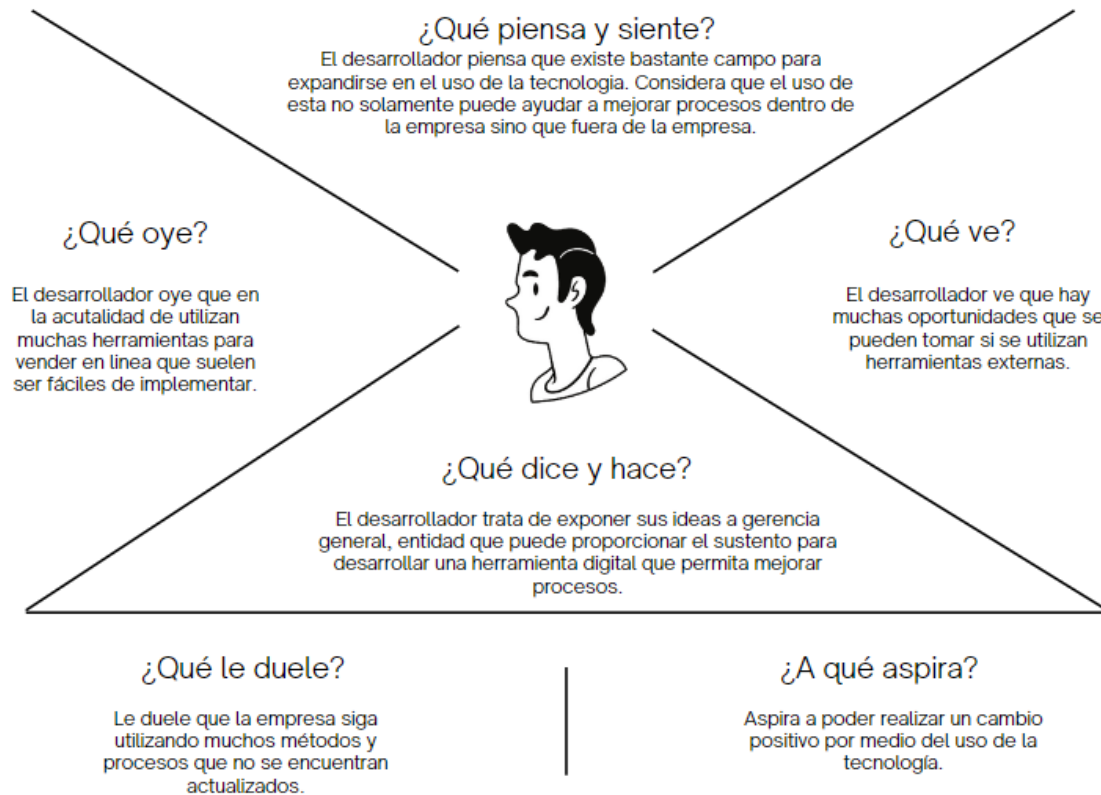 ¿Qué piensa y siente?
El desarrollador piensa que existe bastante campo para
expandirse en el uso de la tecnologia. Considera que el uso de
esta no solamente puede ayudar a mejorar procesos dentro de
la empresa sino que fuera de la empresa.
¿Qué oye?
El desarrollador oye que en
la acutalidad de utilizan
muchas herramientas para
vender en linea que suelen
ser fáciles de implementar.
¿Qué ve?
El desarrollador ve que hay
muchas oportunidades que se
pueden tomar si se utilizan
herramientas externas.
¿Qué dice y hace?
El desarrollador trata de exponer sus ideas a gerencia
general, entidad que puede proporcionar el sustento para
desarrollar una herramienta digital que permita mejorar
procesos.
¿Qué le duele?
Le duele que la empresa siga
utilizando muchos métodos y
procesos que no se encuentran
actualizados.
¿A qué aspira?
Aspira a poder realizar un cambio
positivo por medio del uso de la
tecnología.